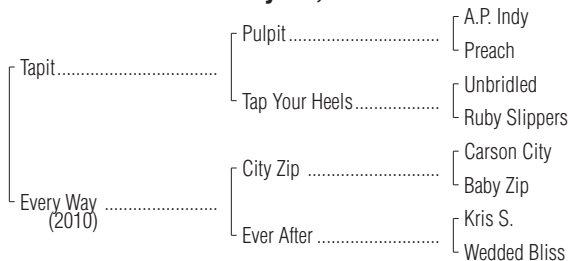 A.P. Indy
Pulpit
Preach
Tapit
Unbridled
Tap Your Heels
Ruby Slippers
Carson City
City Zip
Baby Zip
Every Way
(2010)
Kris S.
Ever After
Wedded Bliss